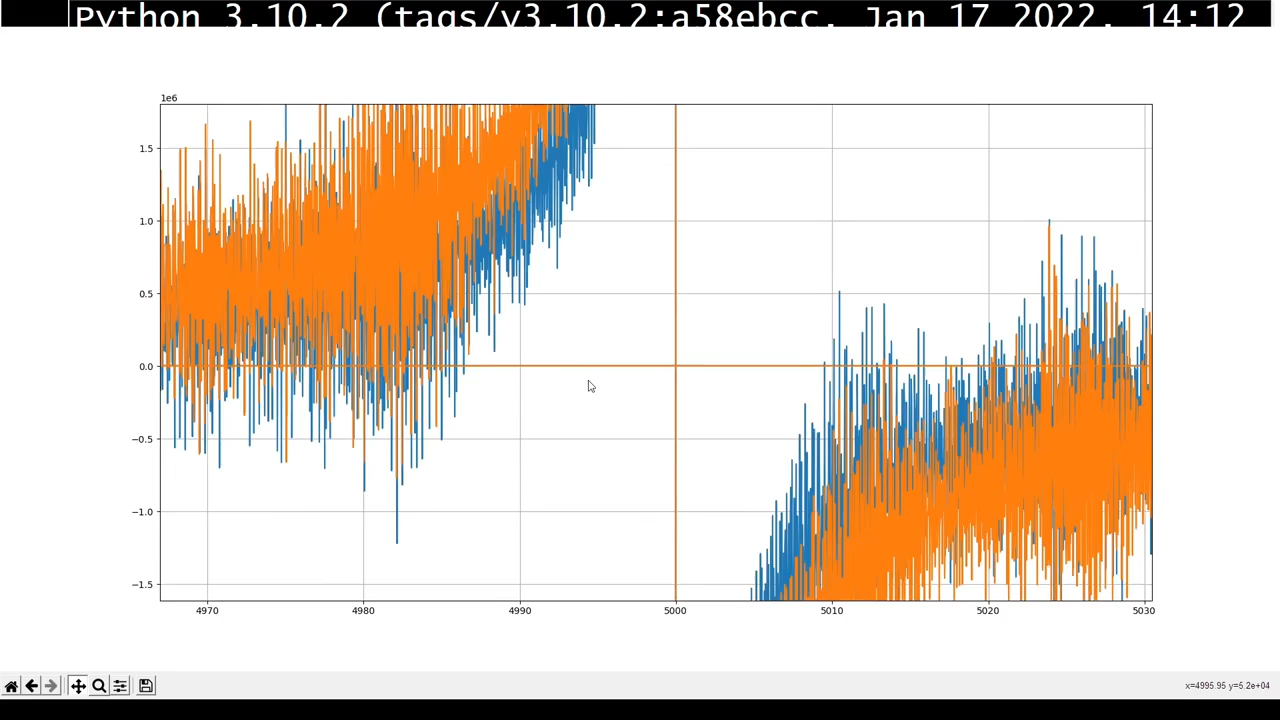 Python 3.10.2 (tags/v3.10.2:a58ebcc, Jan 17 2022, 14:12
1e6
1.5
1.0
0.5
0.0
−0.5
−1.0
−1.5
4970 4980 4990 5000 5010 5020 5030
x=4995.95 y=5.2e+04